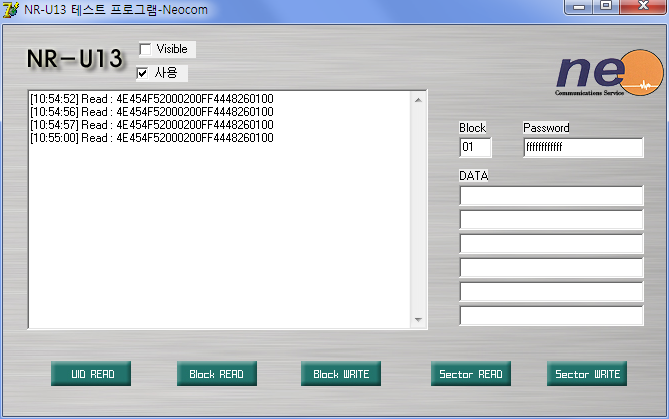 NR-U13 테스트 프로그램-Neocom
NR-U13
Visible
사용
neo
Communications Service
[10:54:52] Read : 4E454F52000200FF4448260100
[10:54:56] Read : 4E454F52000200FF4448260100
[10:54:57] Read : 4E454F52000200FF4448260100
[10:55:00] Read : 4E454F52000200FF4448260100
Block
Password
01
ffffffffffff
DATA
UID READ
Block READ
Block WRITE
Sector READ
Sector WRITE